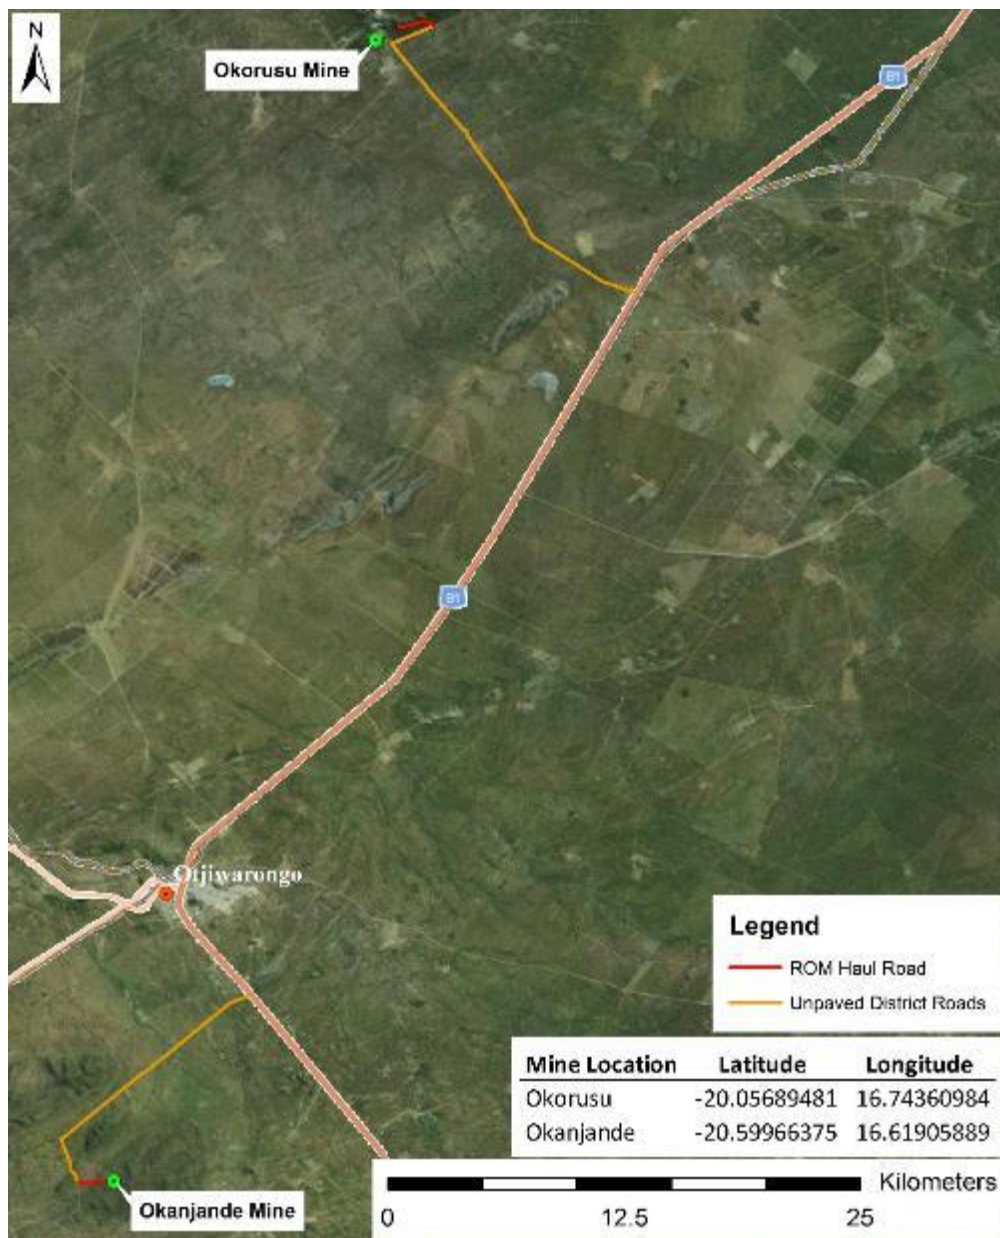 N
Okorusu Mine
B1
B1
Otjiwarongo
Legend
ROM Haul Road
Unpaved District Roads
Mine Location Latitude Longitude
Okorusu -20.05689481 16.74360984
Okanjande -20.59966375 16.61905889
Okanjande Mine
Kilometers
0 12.5 25